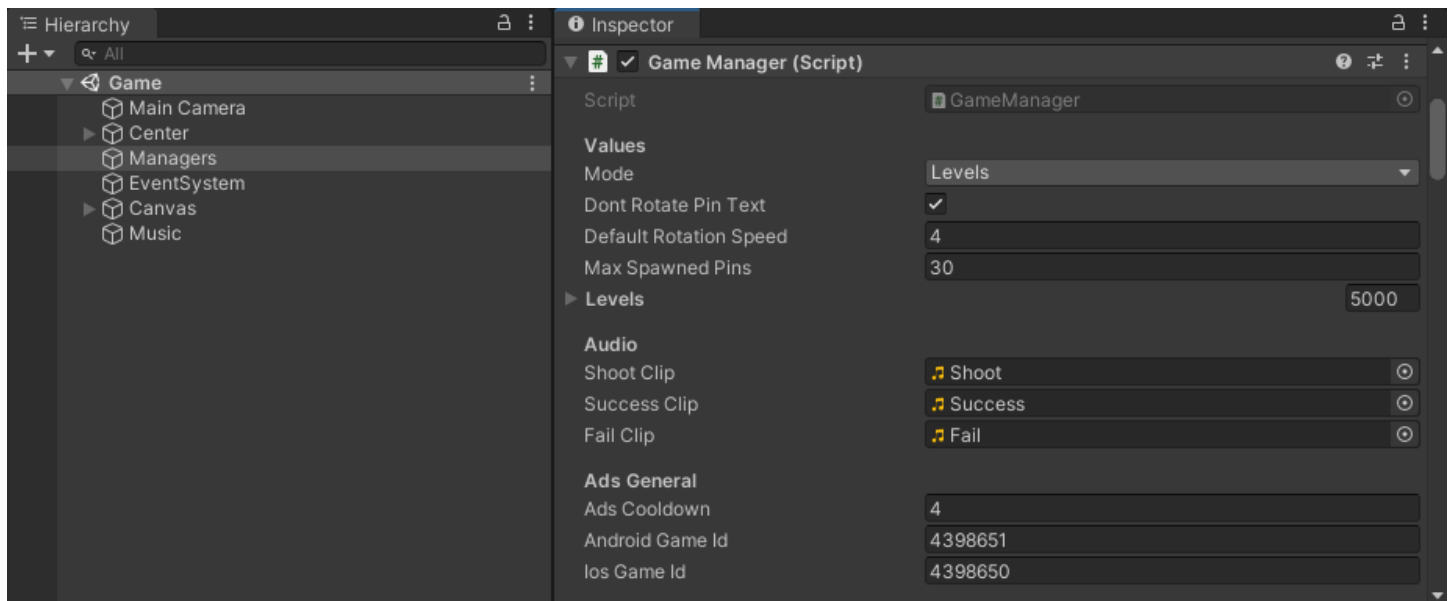 Hierarchy
All
Game
Main Camera
Center
Managers
EventSystem
Canvas
Music
Inspector
Game Manager (Script)
Script GameManager
Values
Mode Levels
Dont Rotate Pin Text
Default Rotation Speed 4
Max Spawned Pins 30
Levels 5000
Audio
Shoot Clip Shoot
Success Clip Success
Fail Clip Fail
Ads General
Ads Cooldown 4
Android Game Id 4398651
Ios Game Id 4398650